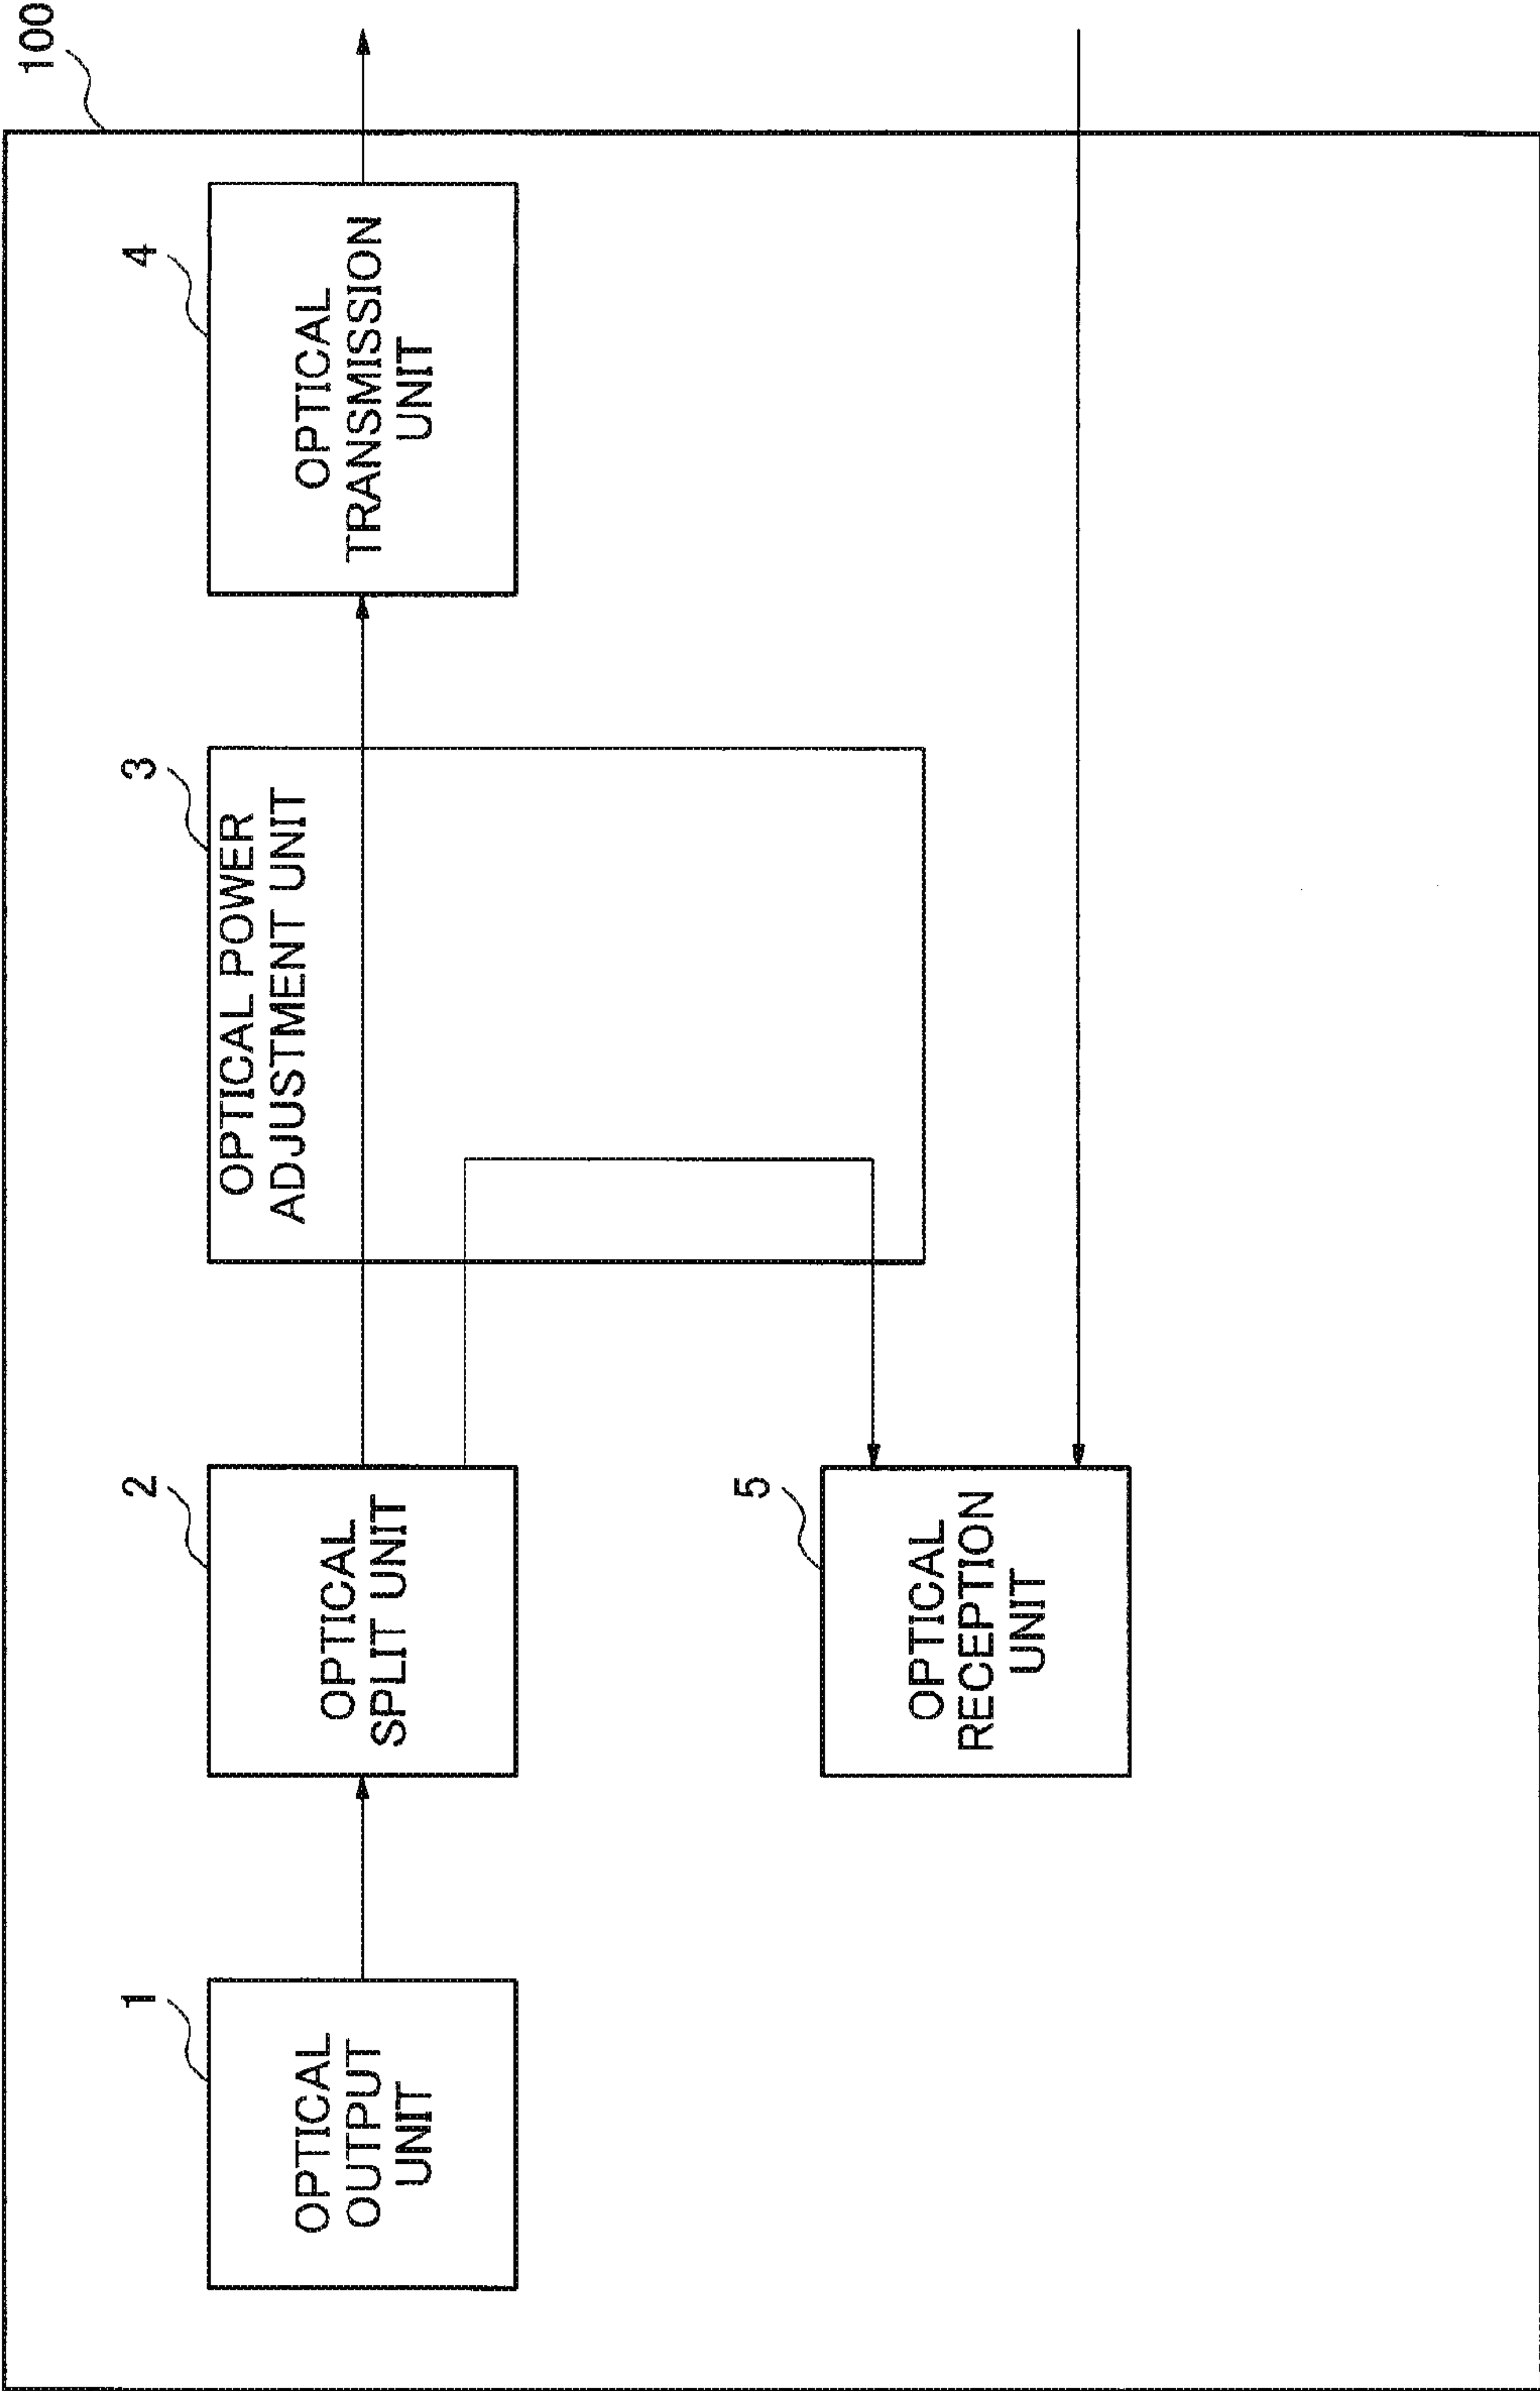 100
1
OPTICAL
OUTPUT
UNIT
2
OPTICAL
SPLIT UNIT
3
OPTICAL POWER
ADJUSTMENT UNIT
4
OPTICAL
TRANSMISSION
UNIT
5
OPTICAL
RECEPTION
UNIT